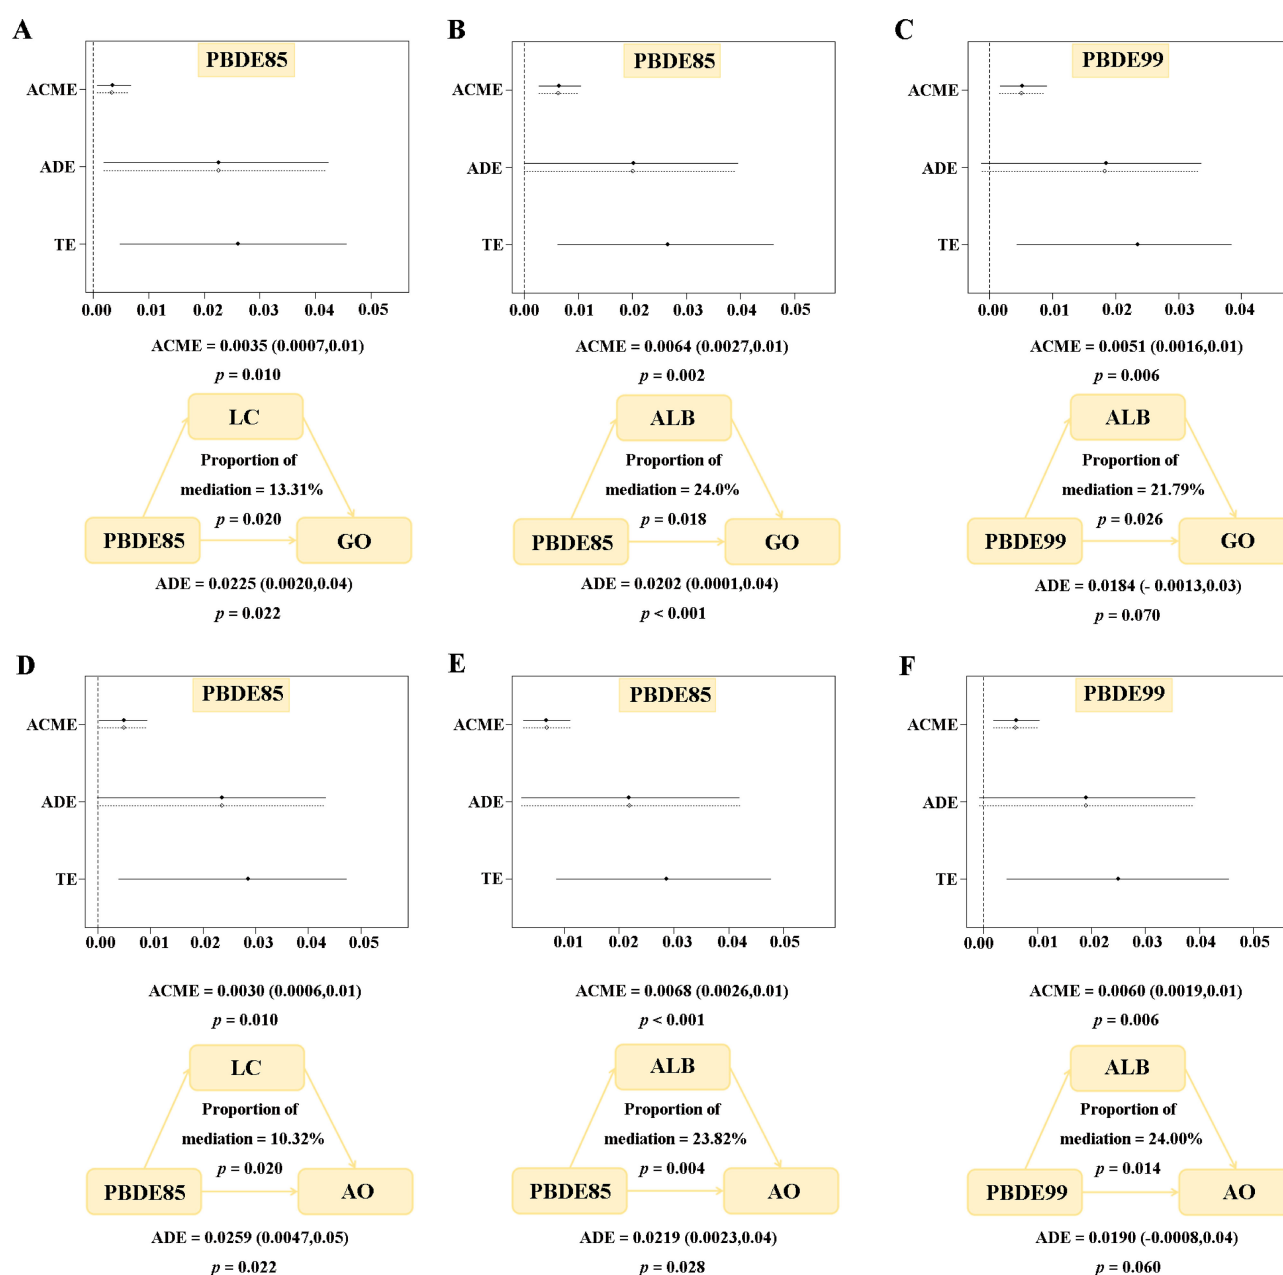 A
PBDE85
ACME
ADE
TE
0.00 0.01 0.02 0.03 0.04 0.05
ACME = 0.0035 (0.0007,0.01)
p = 0.010
LC
Proportion of
mediation = 13.31%
p = 0.020
PBDE85 GO
ADE = 0.0225 (0.0020,0.04)
p = 0.022
B
PBDE85
ACME
ADE
TE
0.00 0.01 0.02 0.03 0.04 0.05
ACME = 0.0064 (0.0027,0.01)
p = 0.002
ALB
Proportion of
mediation = 24.0%
p = 0.018
PBDE85 GO
ADE = 0.0202 (0.0001,0.04)
p < 0.001
C
PBDE99
ACME
ADE
TE
0.00 0.01 0.02 0.03 0.04
ACME = 0.0051 (0.0016,0.01)
p = 0.006
ALB
Proportion of
mediation = 21.79%
p = 0.026
PBDE99 GO
ADE = 0.0184 (- 0.0013,0.03)
p = 0.070
D
PBDE85
ACME
ADE
TE
0.00 0.01 0.02 0.03 0.04 0.05
ACME = 0.0030 (0.0006,0.01)
p = 0.010
LC
Proportion of
mediation = 10.32%
p = 0.020
PBDE85 AO
ADE = 0.0259 (0.0047,0.05)
p = 0.022
E
PBDE85
ACME
ADE
TE
0.01 0.02 0.03 0.04 0.05
ACME = 0.0068 (0.0026,0.01)
p < 0.001
ALB
Proportion of
mediation = 23.82%
p = 0.004
PBDE85 AO
ADE = 0.0219 (0.0023,0.04)
p = 0.028
F
PBDE99
ACME
ADE
TE
0.00 0.01 0.02 0.03 0.04 0.05
ACME = 0.0060 (0.0019,0.01)
p = 0.006
ALB
Proportion of
mediation = 24.00%
p = 0.014
PBDE99 AO
ADE = 0.0190 (-0.0008,0.04)
p = 0.060